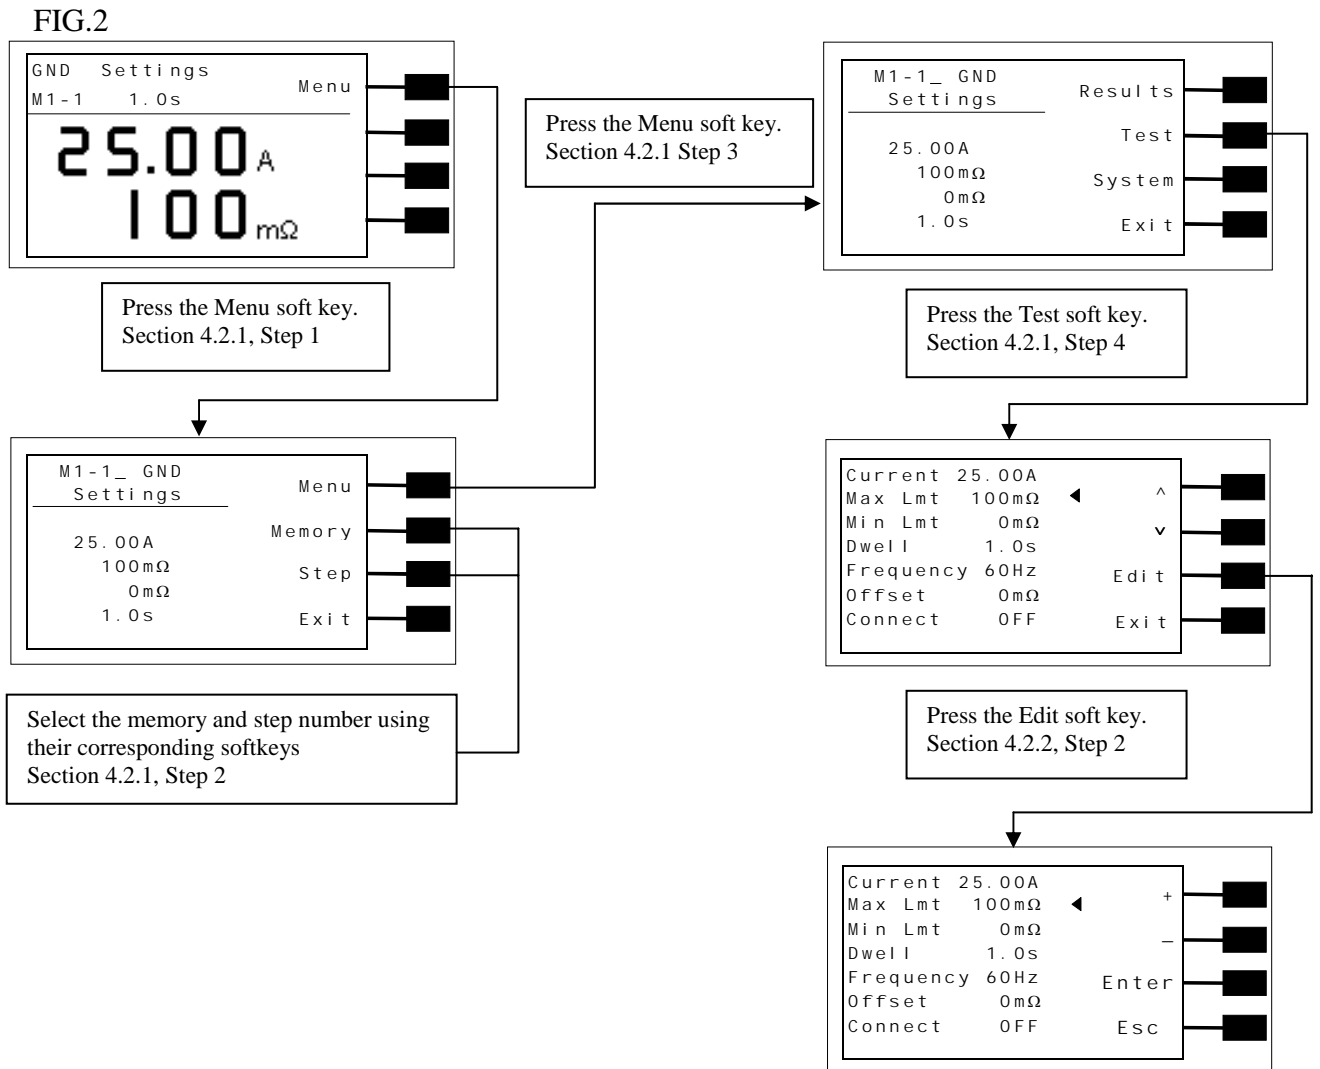 FIG.2
GND Settings
Menu
M1-1 1.0s
25.00A
100mΩ
Press the Menu soft key.
Section 4.2.1, Step 1
M1-1_ GND
Settings
Menu
Memory
25.00A
100mΩ
Step
0mΩ
1.0s
Exit
Select the memory and step number using
their corresponding softkeys
Section 4.2.1, Step 2
Press the Menu soft key.
Section 4.2.1 Step 3
M1-1_ GND
Settings
Results
Test
25.00A
100mΩ
System
0mΩ
1.0s
Exit
Press the Test soft key.
Section 4.2.1, Step 4
Current 25.00A
Max Lmt 100mΩ ◀ ^
Min Lmt 0mΩ
Dwell 1.0s v
Frequency 60Hz Edit
Offset 0mΩ
Connect OFF Exit
Press the Edit soft key.
Section 4.2.2, Step 2
Current 25.00A
Max Lmt 100mΩ ◀ +
Min Lmt 0mΩ
Dwell 1.0s –
Frequency 60Hz Enter
Offset 0mΩ
Connect OFF Esc